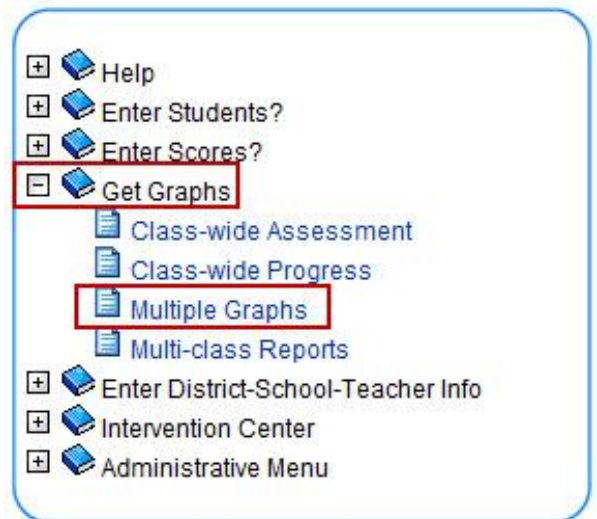 Help
Enter Students?
Enter Scores?
Get Graphs
Class-wide Assessment
Class-wide Progress
Multiple Graphs
Multi-class Reports
Enter District-School-Teacher Info
Intervention Center
Administrative Menu